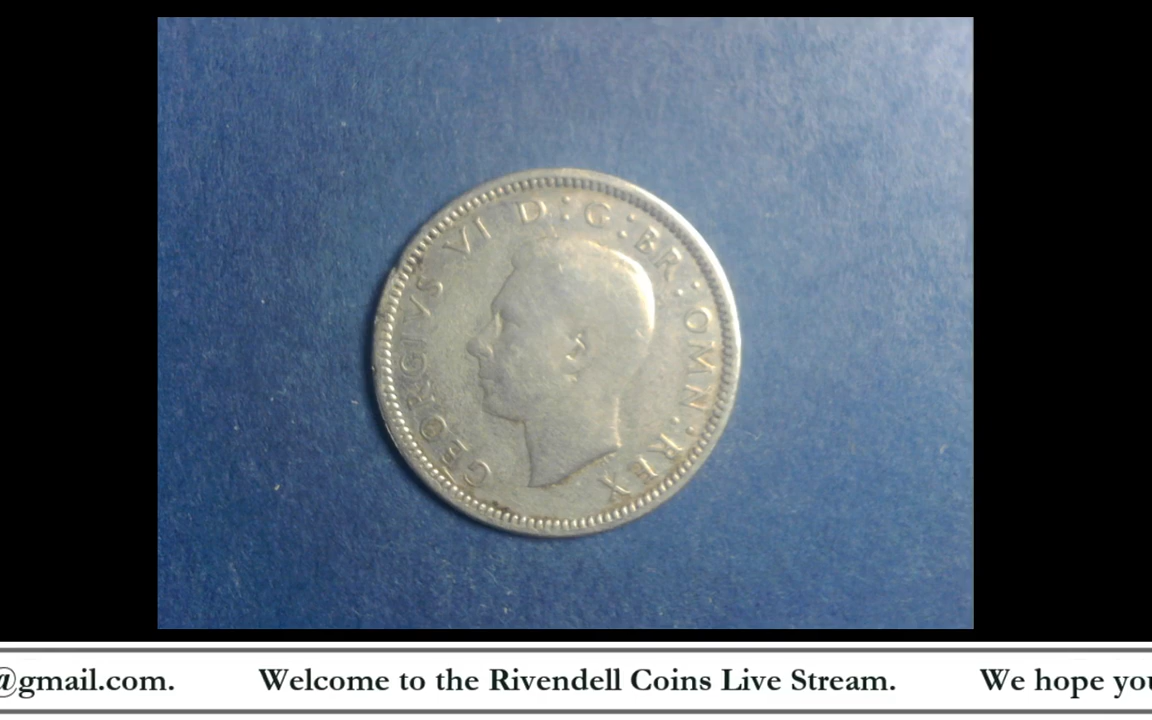 GEORGIVS VI D:G:BR:OMN:REX
@gmail.com. Welcome to the Rivendell Coins Live Stream. We hope you